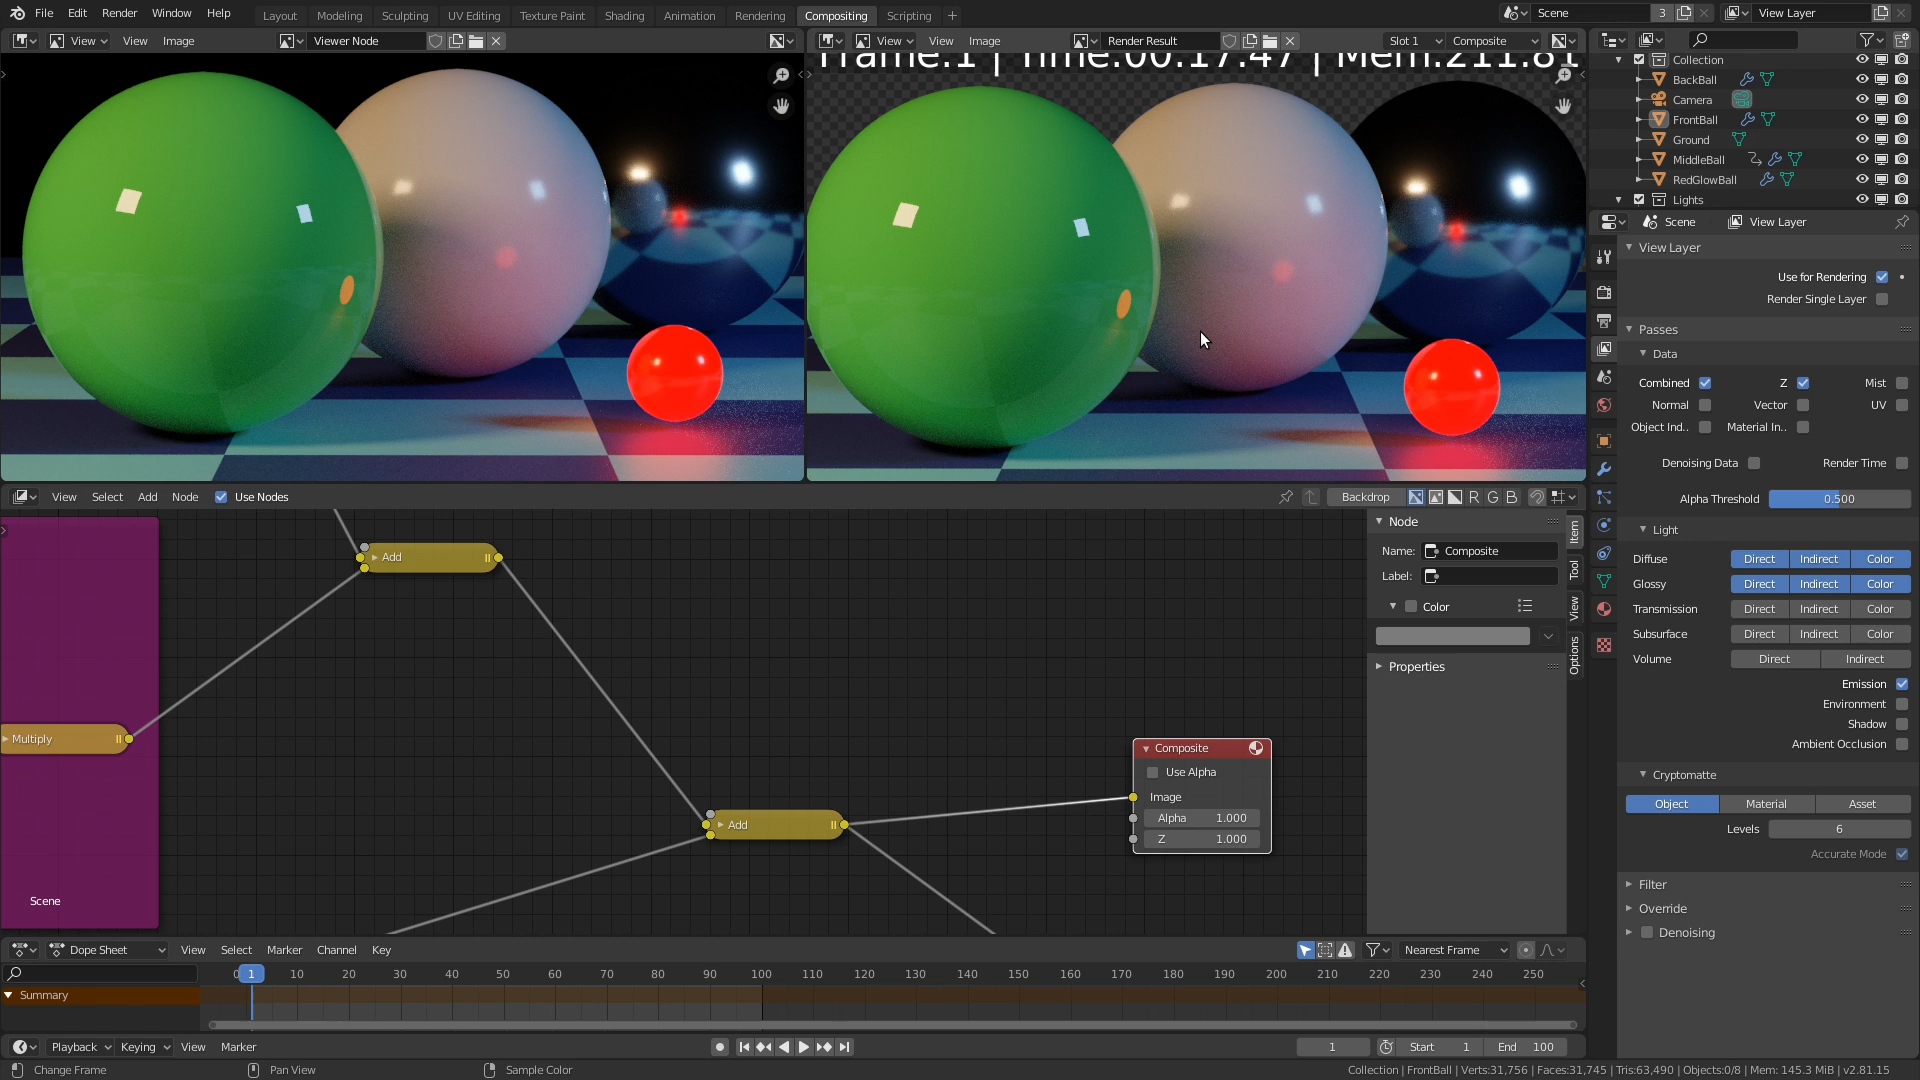 File Edit Render Window Help Layout Modeling Sculpting UV Editing Texture Paint Shading Animation Rendering Compositing Scripting + Scene 3 View Layer
View View Image Viewer Node
View View Image Render Result Slot 1 Composite
Frame:1 | Time:00:17.47 | Mem:211.81
Collection
BackBall
Camera
FrontBall
Ground
MiddleBall
RedGlowBall
Lights
Scene View Layer
View Layer
Use for Rendering
Render Single Layer
Passes
Data
Combined Z Mist
Normal Vector UV
Object Ind.. Material In..
Denoising Data Render Time
Alpha Threshold 0.500
Light
Diffuse Direct Indirect Color
Glossy Direct Indirect Color
Transmission Direct Indirect Color
Subsurface Direct Indirect Color
Volume Direct Indirect
Emission
Environment
Shadow
Ambient Occlusion
Cryptomatte
Object Material Asset
Levels 6
Accurate Mode
Filter
Override
Denoising
View Select Add Node Use Nodes Backdrop R G B
Add
Multiply
Scene
Add
Composite
Use Alpha
Image
Alpha 1.000
Z 1.000
Node
Name: Composite
Label:
Color
Properties
Item
Tool
View
Options
Dope Sheet View Select Marker Channel Key Nearest Frame
0 1 10 20 30 40 50 60 70 80 90 100 110 120 130 140 150 160 170 180 190 200 210 220 230 240 250
Summary
Playback Keying View Marker 1 Start 1 End 100
Change Frame Pan View Sample Color Collection | FrontBall | Verts:31,756 | Faces:31,745 | Tris:63,490 | Objects:0/8 | Mem: 145.3 MiB | v2.81.15